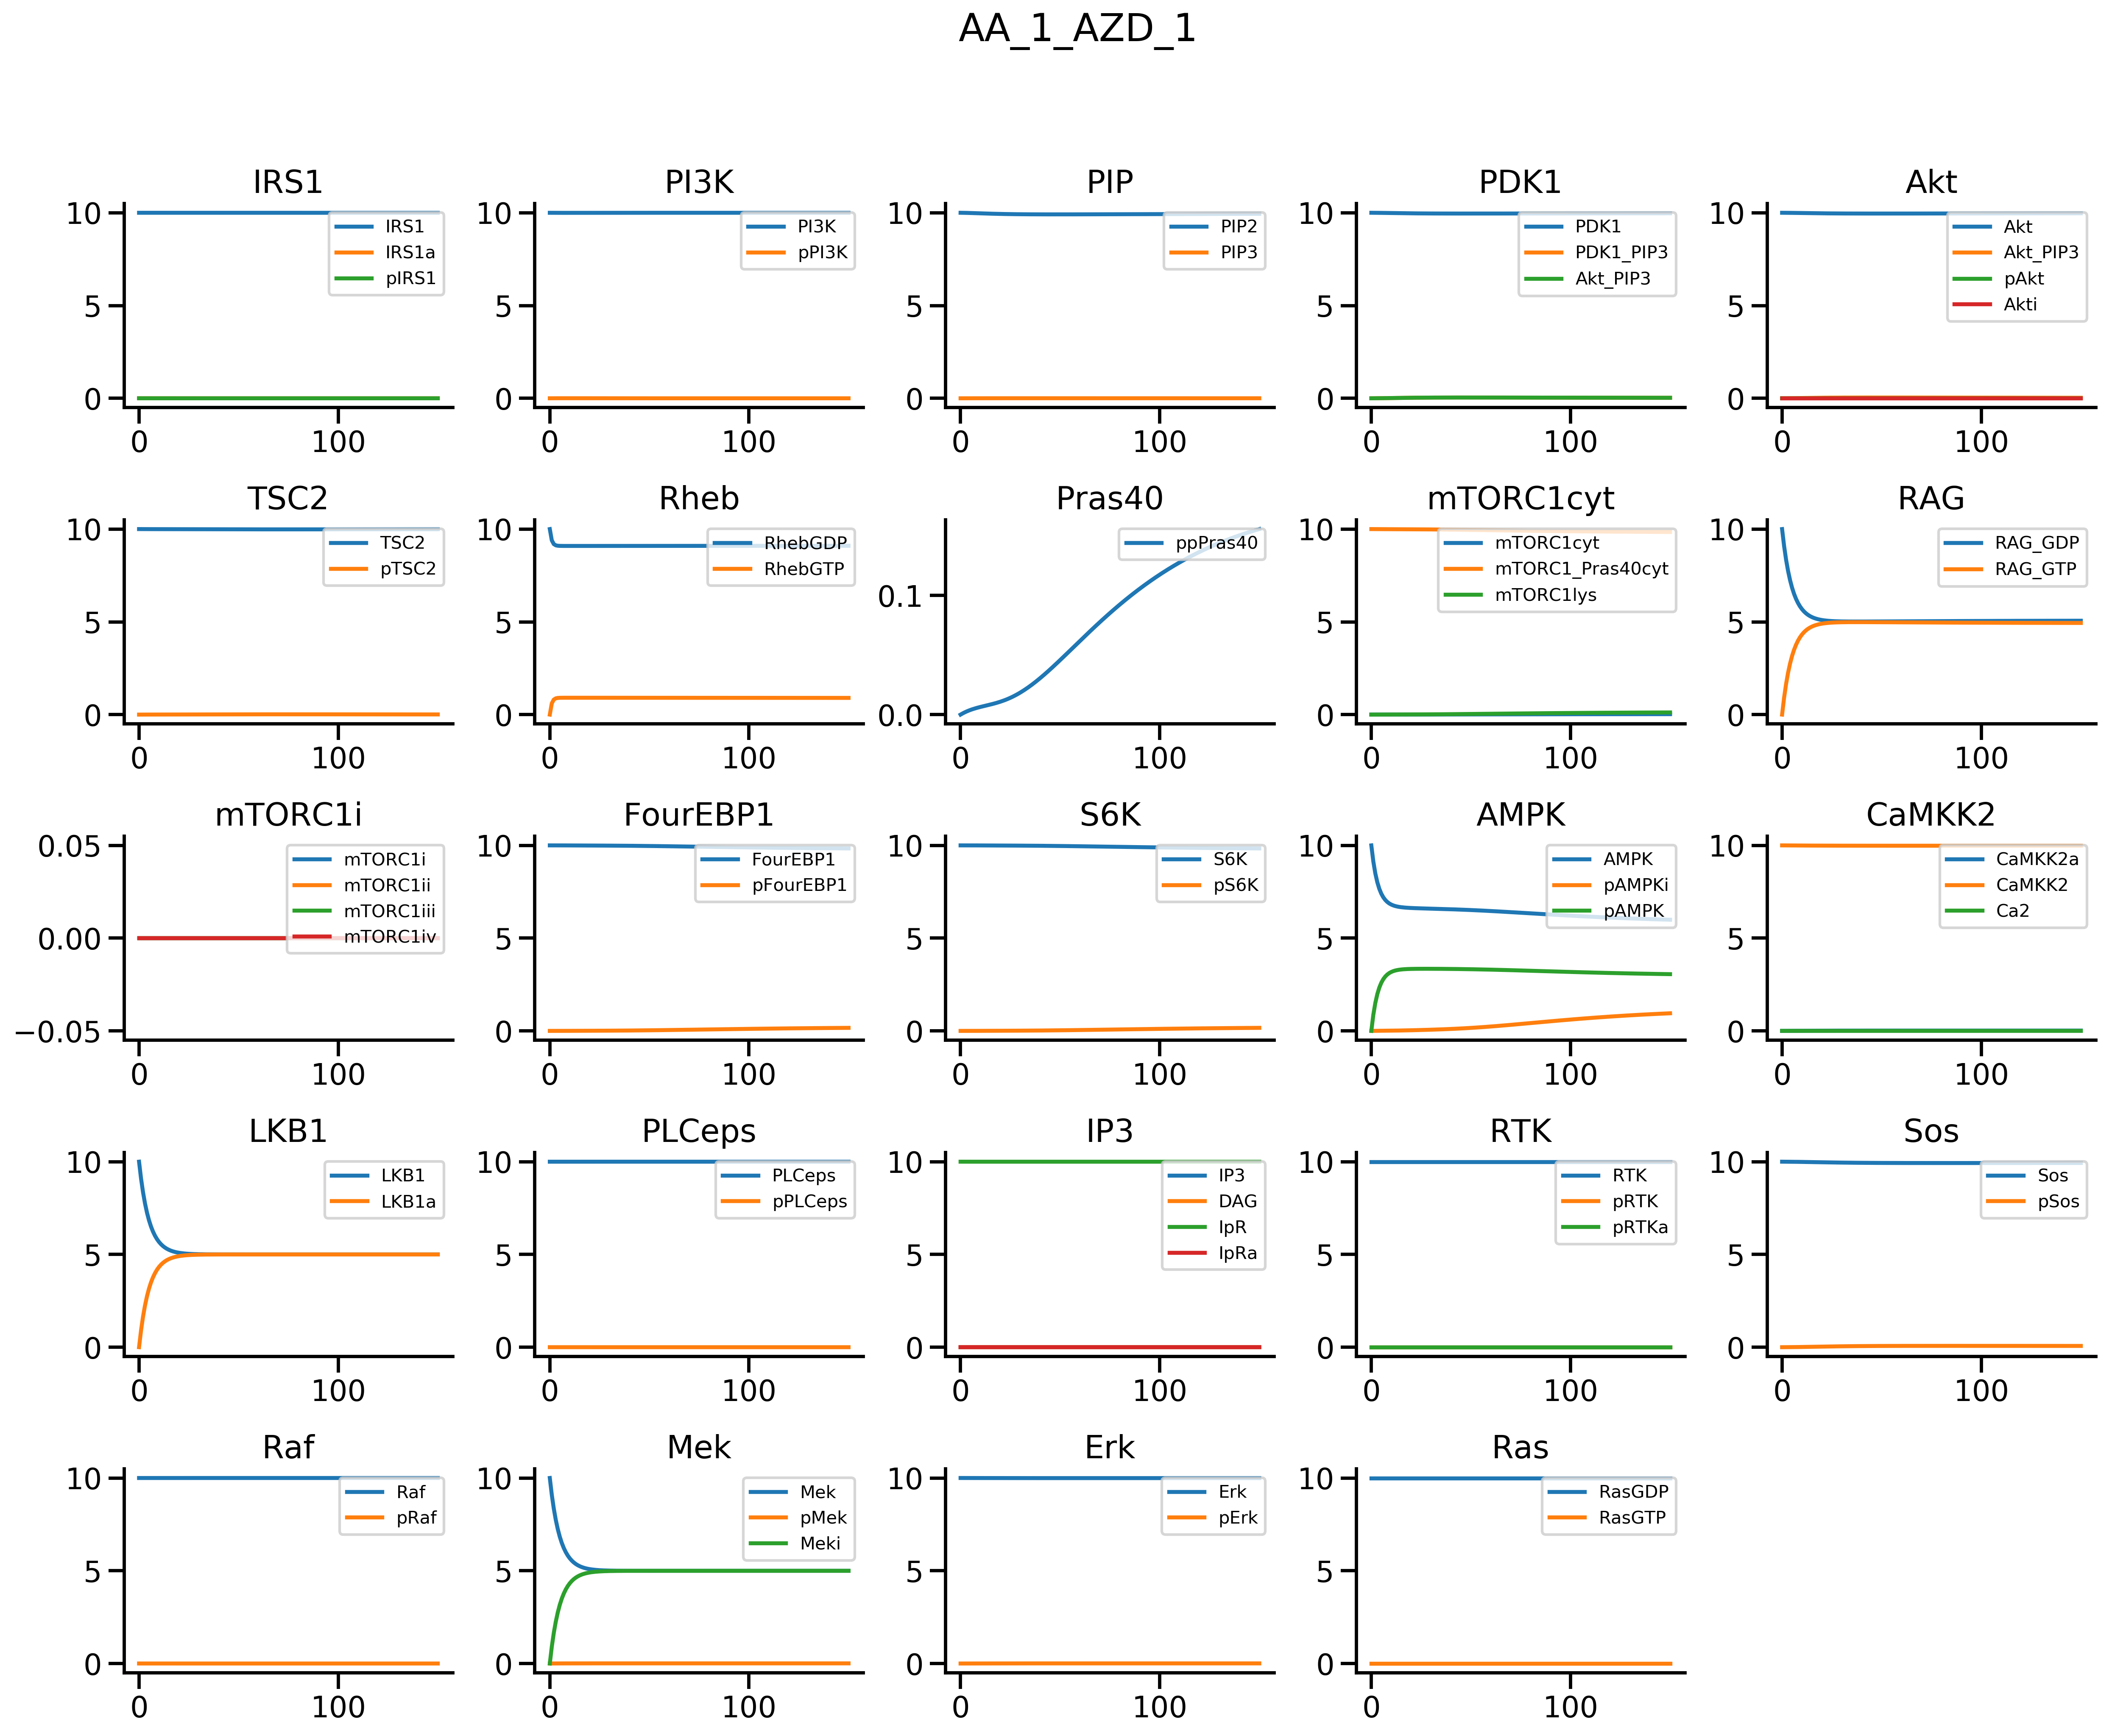 AA_1_AZD_1
IRS1
10
5
0
0
100
IRS1
IRS1a
pIRS1
PI3K
10
5
0
0
100
PI3K
pPI3K
PIP
10
5
0
0
100
PIP2
PIP3
PDK1
10
5
0
0
100
PDK1
PDK1_PIP3
Akt_PIP3
Akt
10
5
0
0
100
Akt
Akt_PIP3
pAkt
Akti
TSC2
10
5
0
0
100
TSC2
pTSC2
Rheb
10
5
0
0
100
RhebGDP
RhebGTP
Pras40
0.1
0.0
0
100
ppPras40
mTORC1cyt
10
5
0
0
100
mTORC1cyt
mTORC1_Pras40cyt
mTORC1lys
RAG
10
5
0
0
100
RAG_GDP
RAG_GTP
mTORC1i
0.05
0.00
−0.05
0
100
mTORC1i
mTORC1ii
mTORC1iii
mTORC1iv
FourEBP1
10
5
0
0
100
FourEBP1
pFourEBP1
S6K
10
5
0
0
100
S6K
pS6K
AMPK
10
5
0
0
100
AMPK
pAMPKi
pAMPK
CaMKK2
10
5
0
0
100
CaMKK2a
CaMKK2
Ca2
LKB1
10
5
0
0
100
LKB1
LKB1a
PLCeps
10
5
0
0
100
PLCeps
pPLCeps
IP3
10
5
0
0
100
IP3
DAG
IpR
IpRa
RTK
10
5
0
0
100
RTK
pRTK
pRTKa
Sos
10
5
0
0
100
Sos
pSos
Raf
10
5
0
0
100
Raf
pRaf
Mek
10
5
0
0
100
Mek
pMek
Meki
Erk
10
5
0
0
100
Erk
pErk
Ras
10
5
0
0
100
RasGDP
RasGTP